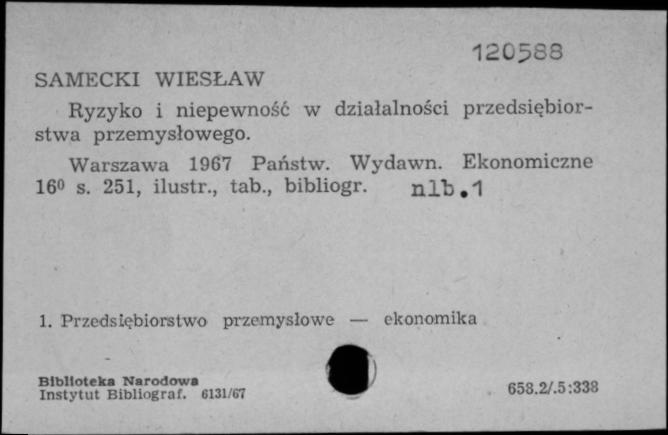 120588
SAMECKI WIESŁAW
Ryzyko i niepewność w działalności przedsiębior-
stwa przemysłowego.
Warszawa 1967 Państw. Wydawn. Ekonomiczne
16⁰ s. 251, ilustr., tab., bibliogr. nlb.1
1. Przedsiębiorstwo przemysłowe — ekonomika
Biblioteka Narodowa
Instytut Bibliograf. 6131/67
658.2/.5:338